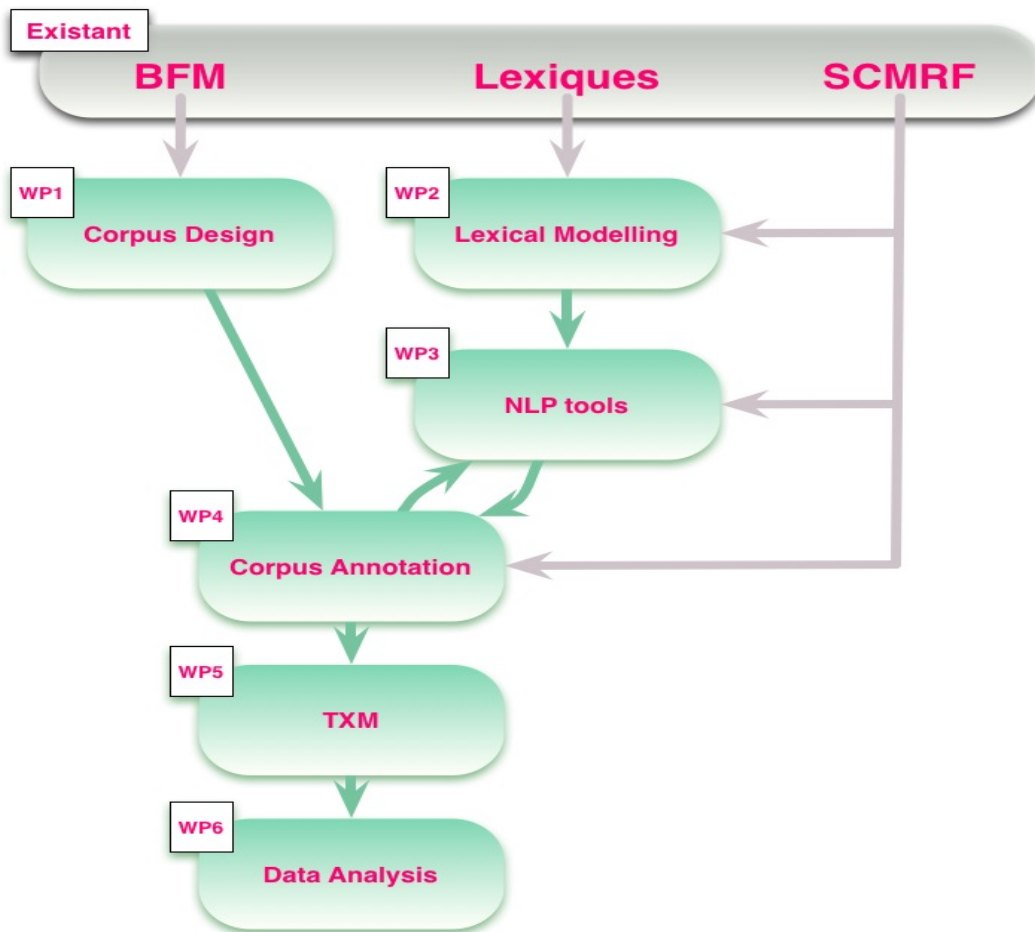 Existant
BFM Lexiques SCMRF
WP1
Corpus Design
WP2
Lexical Modelling
WP3
NLP tools
WP4
Corpus Annotation
WP5
TXM
WP6
Data Analysis